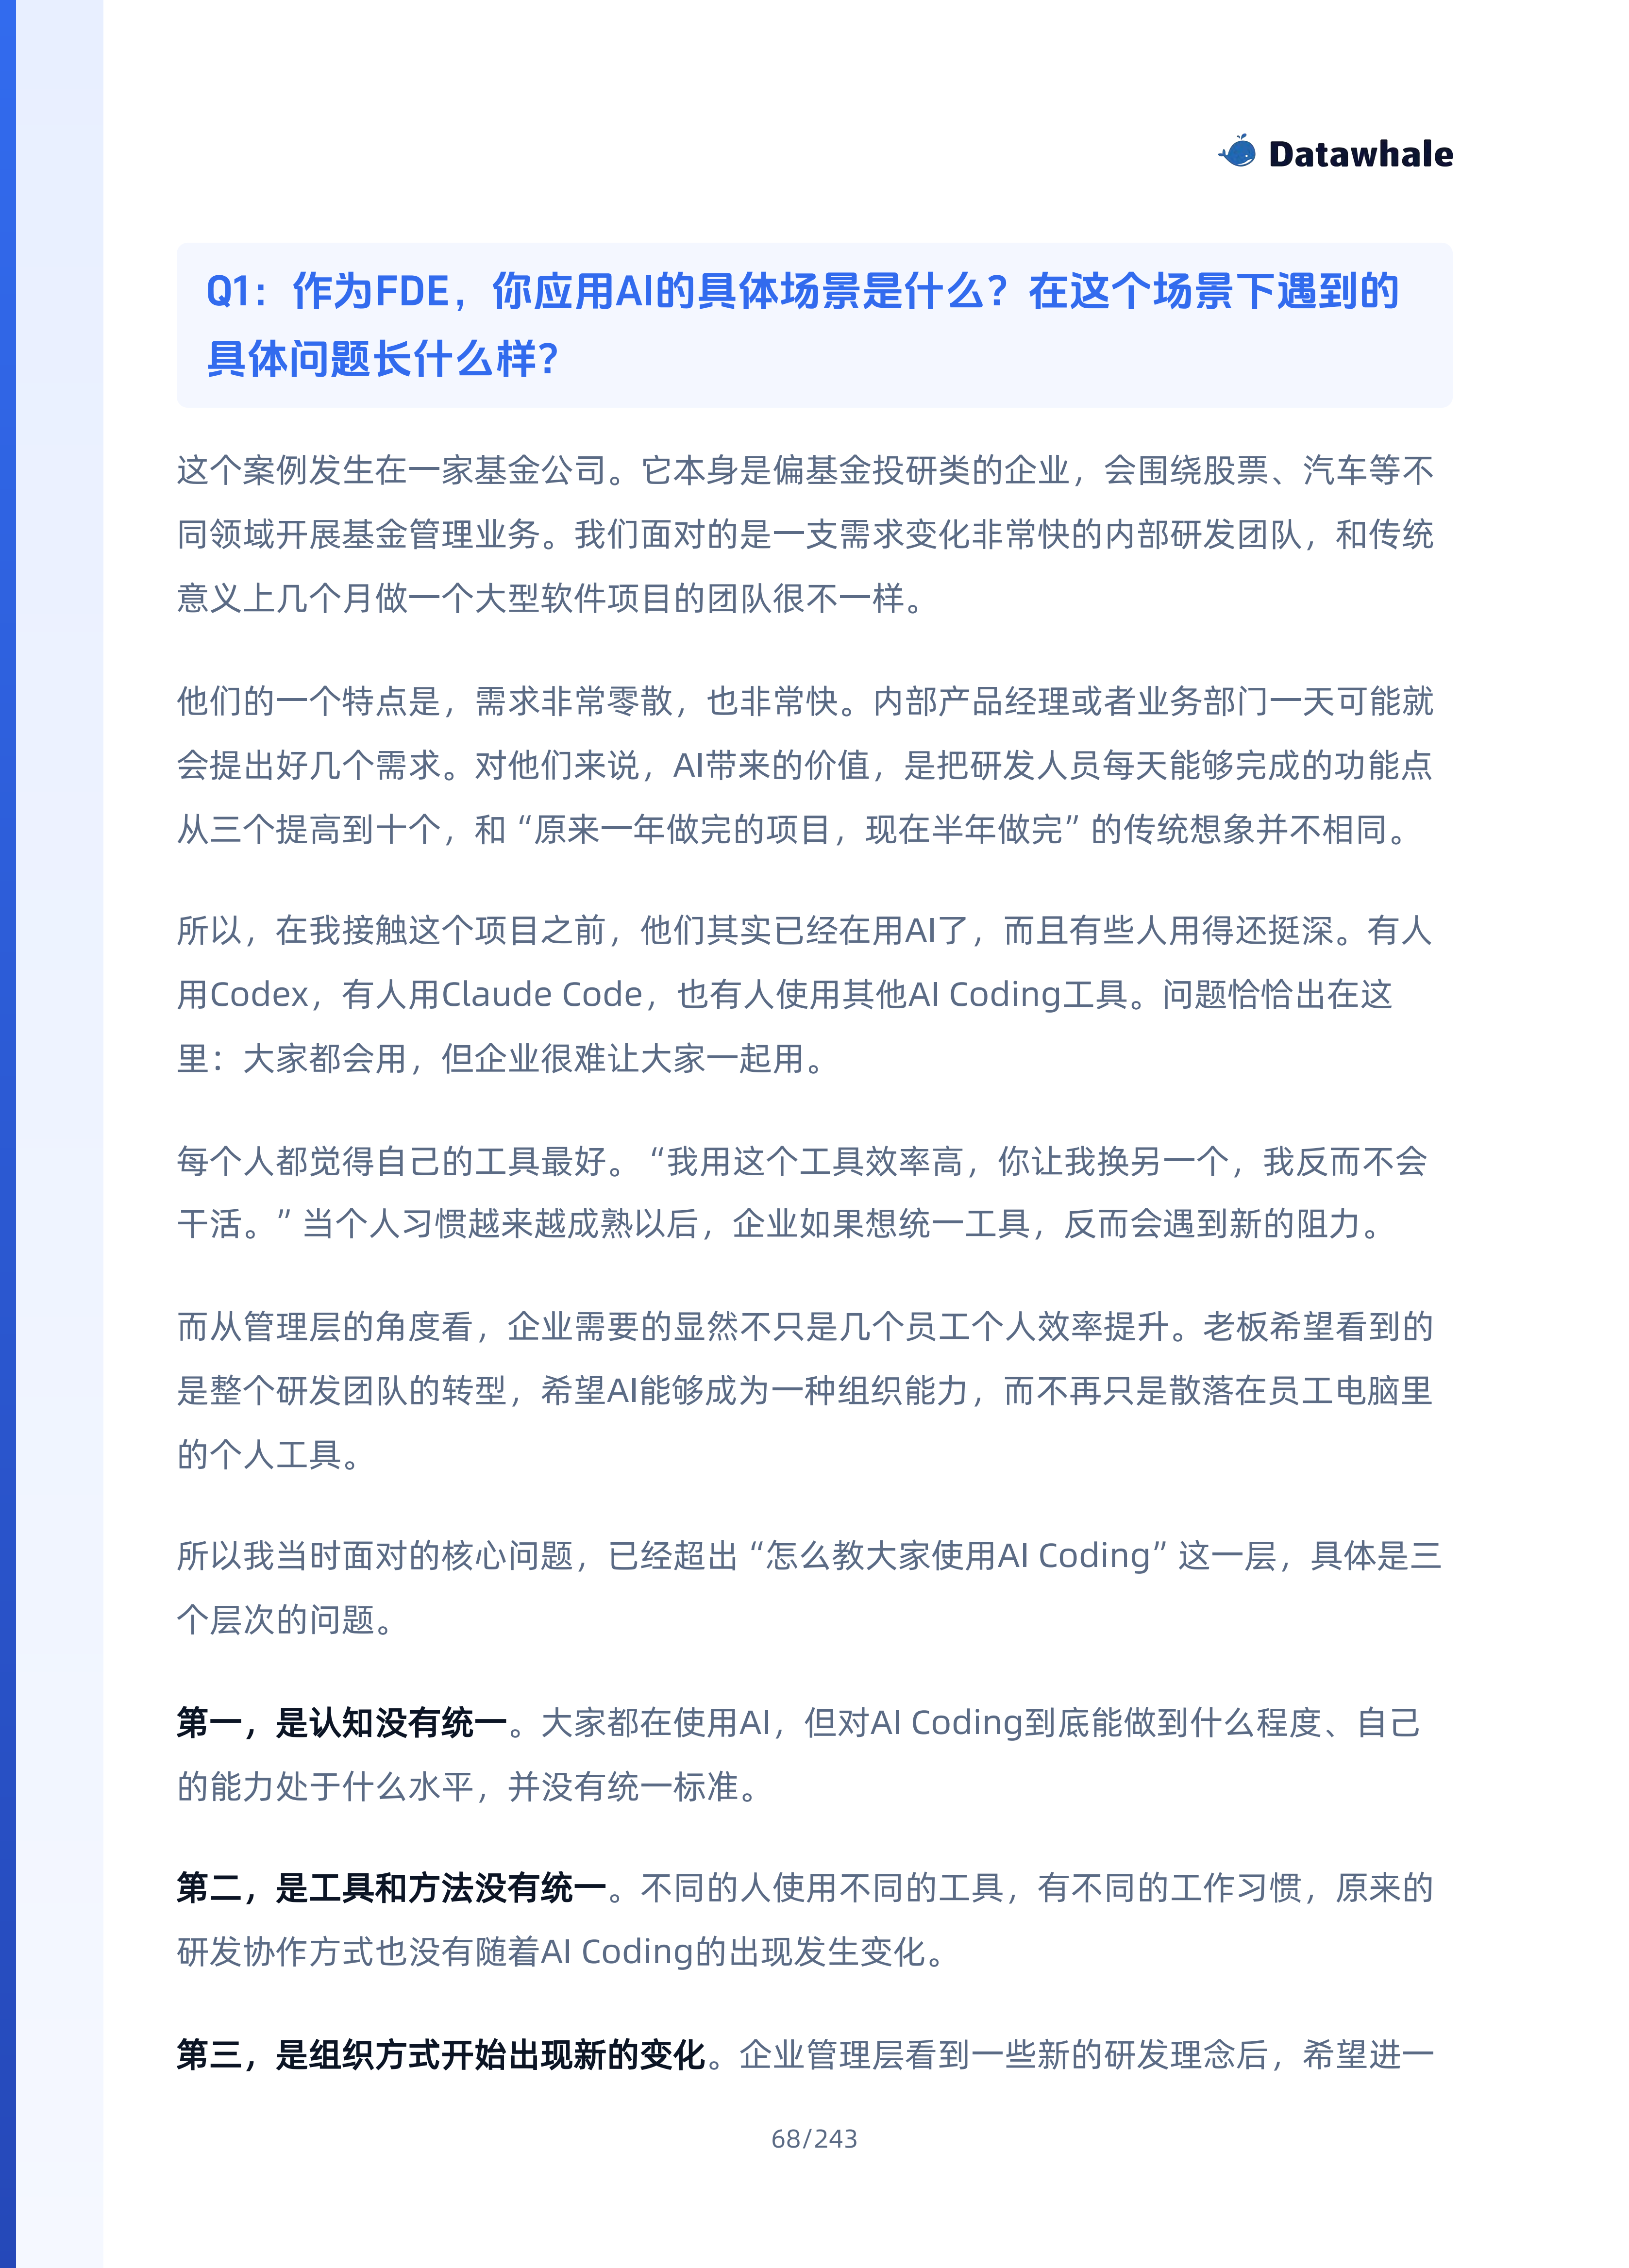 Datawhale
Q1：作为FDE，你应用AI的具体场景是什么？在这个场景下遇到的
具体问题长什么样？
这个案例发生在一家基金公司。它本身是偏基金投研类的企业，会围绕股票、汽车等不
同领域开展基金管理业务。我们面对的是一支需求变化非常快的内部研发团队，和传统
意义上几个月做一个大型软件项目的团队很不一样。
他们的一个特点是，需求非常零散，也非常快。内部产品经理或者业务部门一天可能就
会提出好几个需求。对他们来说，AI带来的价值，是把研发人员每天能够完成的功能点
从三个提高到十个，和“原来一年做完的项目，现在半年做完”的传统想象并不相同。
所以，在我接触这个项目之前，他们其实已经在用AI了，而且有些人用得还挺深。有人
用Codex，有人用Claude Code，也有人使用其他AI Coding工具。问题恰恰出在这
里：大家都会用，但企业很难让大家一起用。
每个人都觉得自己的工具最好。“我用这个工具效率高，你让我换另一个，我反而不会
干活。”当个人习惯越来越成熟以后，企业如果想统一工具，反而会遇到新的阻力。
而从管理层的角度看，企业需要的显然不只是几个员工个人效率提升。老板希望看到的
是整个研发团队的转型，希望AI能够成为一种组织能力，而不再只是散落在员工电脑里
的个人工具。
所以我当时面对的核心问题，已经超出“怎么教大家使用AI Coding”这一层，具体是三
个层次的问题。
第一，是认知没有统一。大家都在使用AI，但对AI Coding到底能做到什么程度、自己
的能力处于什么水平，并没有统一标准。
第二，是工具和方法没有统一。不同的人使用不同的工具，有不同的工作习惯，原来的
研发协作方式也没有随着AI Coding的出现发生变化。
第三，是组织方式开始出现新的变化。企业管理层看到一些新的研发理念后，希望进一
68/243